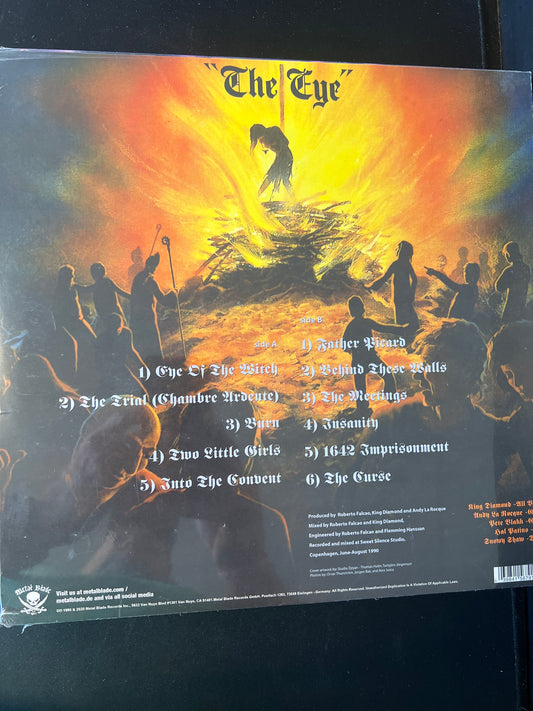 "The Eye"
side A
1) Eye Of The Witch
2) The Trial (Chambre Ardente)
3) Burn
4) Two Little Girls
5) Into The Convent
side B
1) Father Picard
2) Behind These Walls
3) The Meetings
4) Insanity
5) 1642 Imprisonment
6) The Curse
Produced by Roberto Falcao, King Diamond and Andy La Rocque
Mixed by Roberto Falcao and King Diamond,
Engineered by Roberto Falcao and Flemming Hansson
Recorded and mixed at Sweet Silence Studio,
Copenhagen, June-August 1990
King Diamond -All
Andy La Rocque
Pete Blakk
Hal Patino
Snowy Shaw
Metal Blade
Visit us at metalblade.com /
metalblade.de and via all social media